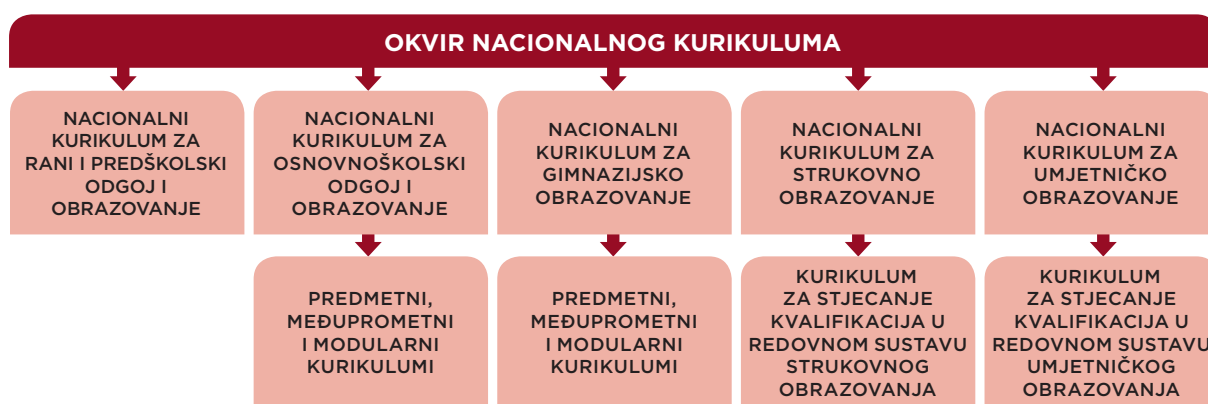 OKVIR NACIONALNOG KURIKULUMA
NACIONALNI
KURIKULUM ZA
RANI I PREDŠKOLSKI
ODGOJ I
OBRAZOVANJE
NACIONALNI
KURIKULUM ZA
OSNOVNOŠKOLSKI
ODGOJ I
OBRAZOVANJE
NACIONALNI
KURIKULUM ZA
GIMNAZIJSKO
OBRAZOVANJE
NACIONALNI
KURIKULUM ZA
STRUKOVNO
OBRAZOVANJE
NACIONALNI
KURIKULUM ZA
UMJETNIČKO
OBRAZOVANJE
PREDMETNI,
MEĐUPROMETNI
I MODULARNI
KURIKULUMI
PREDMETNI,
MEĐUPROMETNI
I MODULARNI
KURIKULUMI
KURIKULUM
ZA STJECANJE
KVALIFIKACIJA U
REDOVNOM SUSTAVU
STRUKOVNOG
OBRAZOVANJA
KURIKULUM
ZA STJECANJE
KVALIFIKACIJA U
REDOVNOM SUSTAVU
UMJETNIČKOG
OBRAZOVANJA